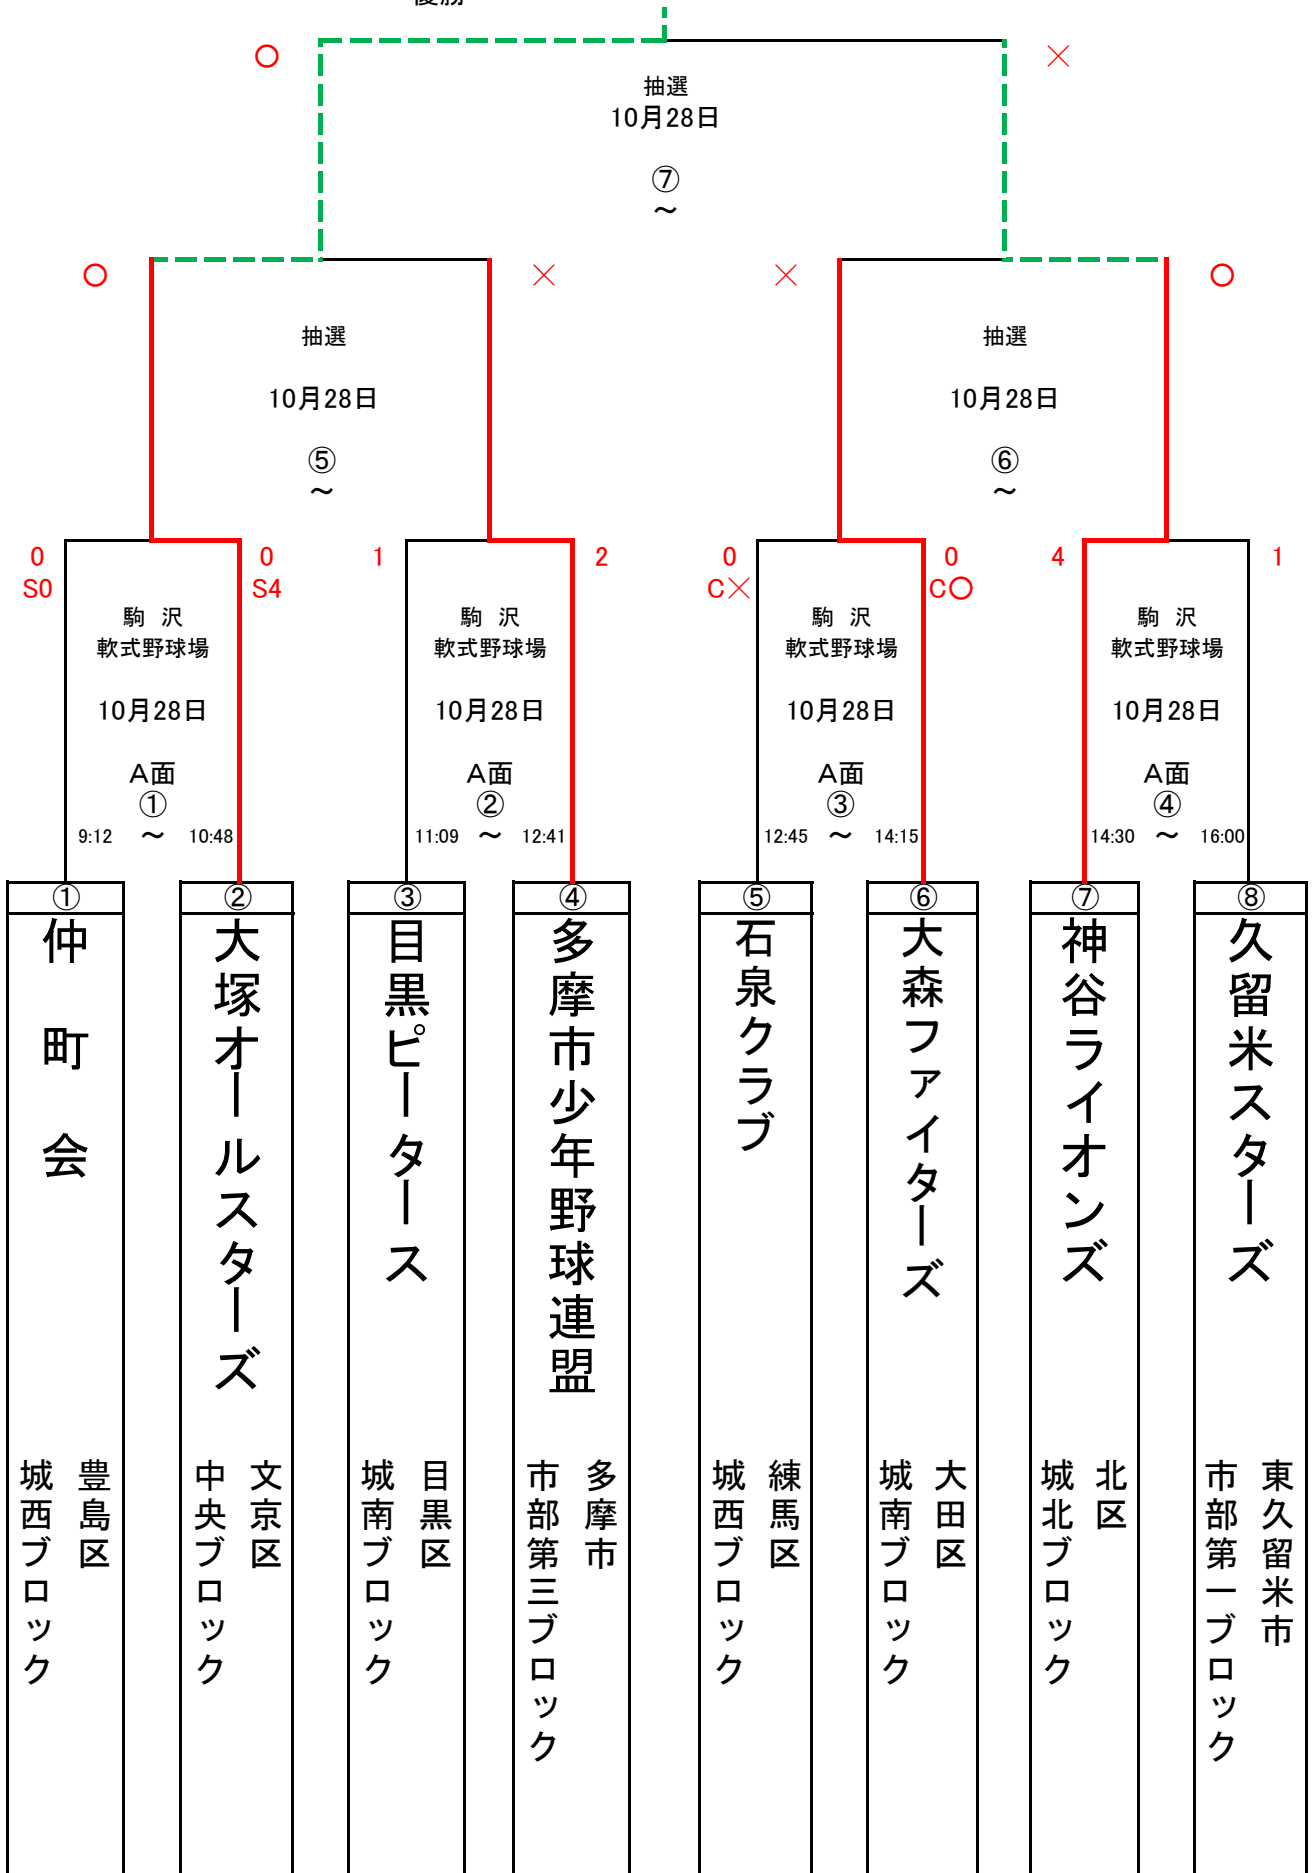 優勝
○
×
抽選
10月28日
⑦
～
○
×
×
○
抽選
10月28日
⑤
～
抽選
10月28日
⑥
～
0
S0
0
S4
1
2
0
C×
0
C○
4
1
駒 沢
軟式野球場
10月28日
A面
①
9:12 ～ 10:48
駒 沢
軟式野球場
10月28日
A面
②
11:09 ～ 12:41
駒 沢
軟式野球場
10月28日
A面
③
12:45 ～ 14:15
駒 沢
軟式野球場
10月28日
A面
④
14:30 ～ 16:00
①
仲町会
豊島区
城西ブロック
②
大塚オールスターズ
文京区
中央ブロック
③
目黒ピータース
目黒区
城南ブロック
④
多摩市少年野球連盟
多摩市
市部第三ブロック
⑤
石泉クラブ
練馬区
城西ブロック
⑥
大森ファイターズ
大田区
城南ブロック
⑦
神谷ライオンズ
北区
城北ブロック
⑧
久留米スターズ
東久留米市
市部第一ブロック